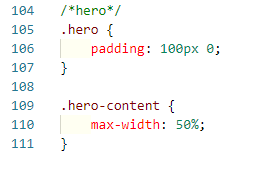 104 /*hero*/
105 .hero {
106     padding: 100px 0;
107 }
108
109 .hero-content {
110     max-width: 50%;
111 }